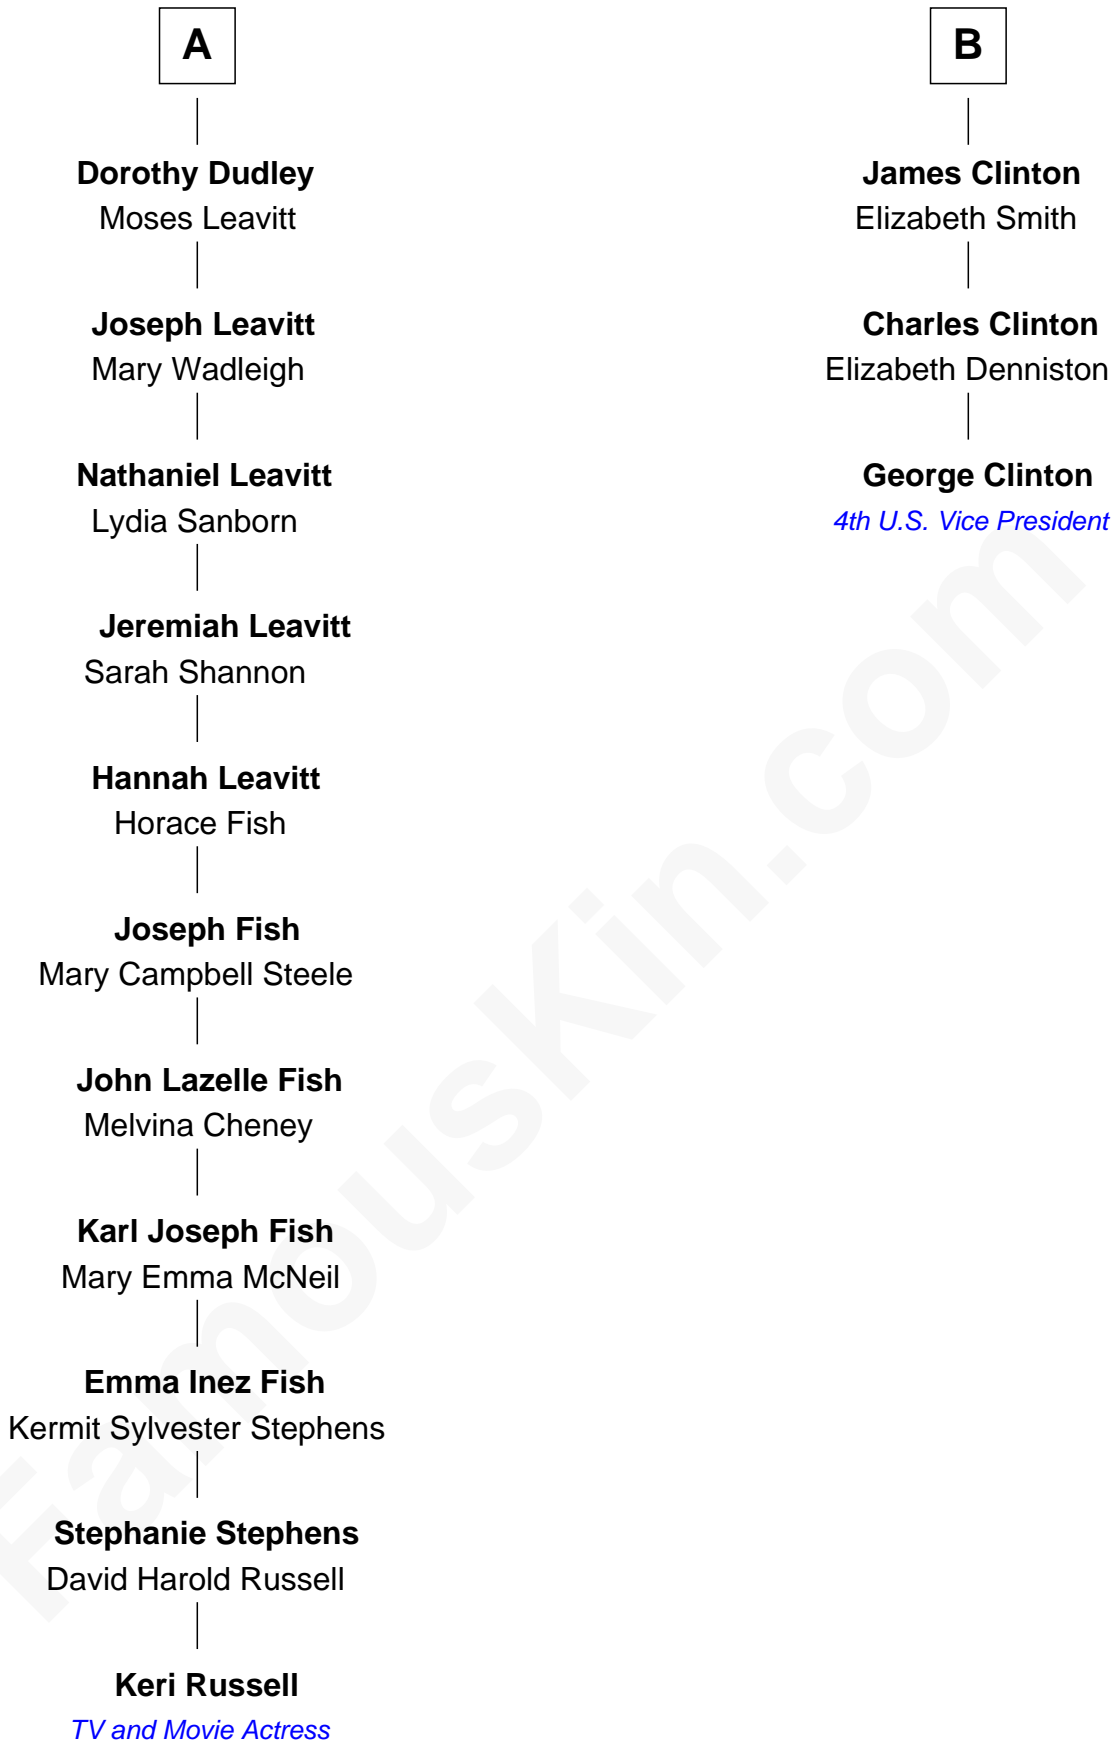 A
Dorothy Dudley
Moses Leavitt
Joseph Leavitt
Mary Wadleigh
Nathaniel Leavitt
Lydia Sanborn
Jeremiah Leavitt
Sarah Shannon
Hannah Leavitt
Horace Fish
Joseph Fish
Mary Campbell Steele
John Lazelle Fish
Melvina Cheney
Karl Joseph Fish
Mary Emma McNeil
Emma Inez Fish
Kermit Sylvester Stephens
Stephanie Stephens
David Harold Russell
Keri Russell
TV and Movie Actress
B
James Clinton
Elizabeth Smith
Charles Clinton
Elizabeth Denniston
George Clinton
4th U.S. Vice President
FamousKin.com